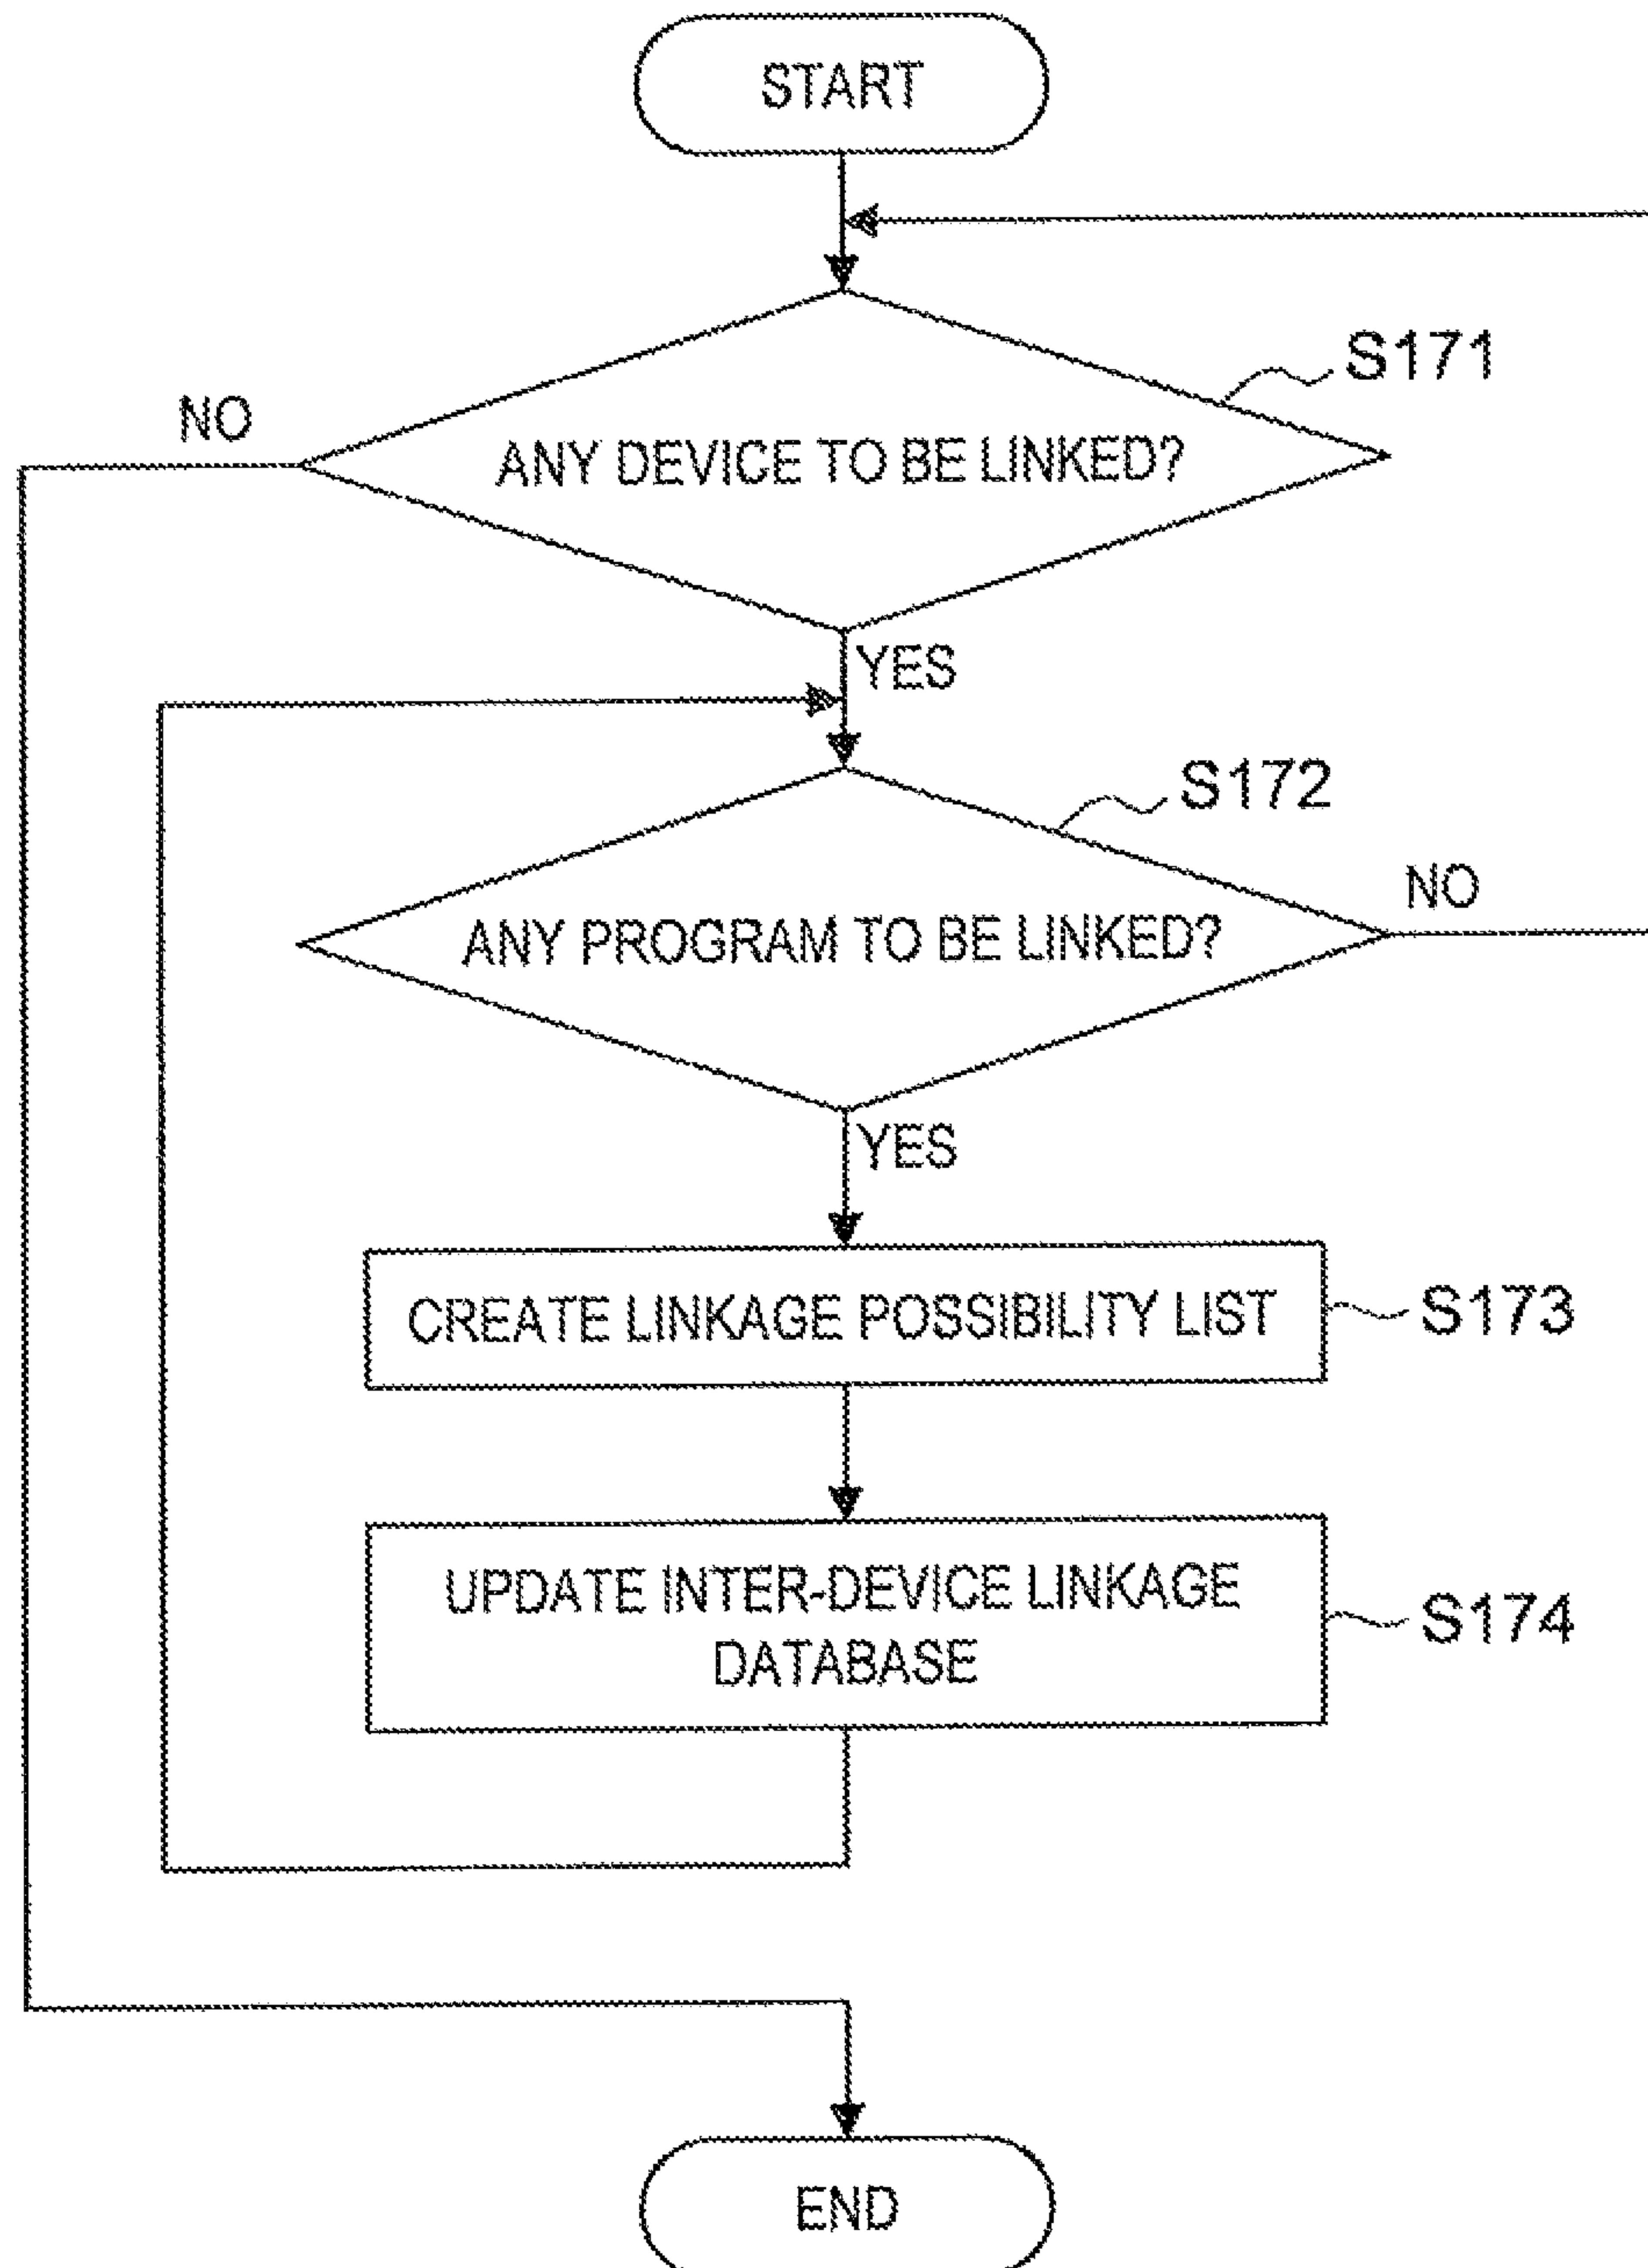 START
S171
NO
ANY DEVICE TO BE LINKED?
YES
S172
NO
ANY PROGRAM TO BE LINKED?
YES
CREATE LINKAGE POSSIBILITY LIST
S173
UPDATE INTER-DEVICE LINKAGE
DATABASE
S174
END